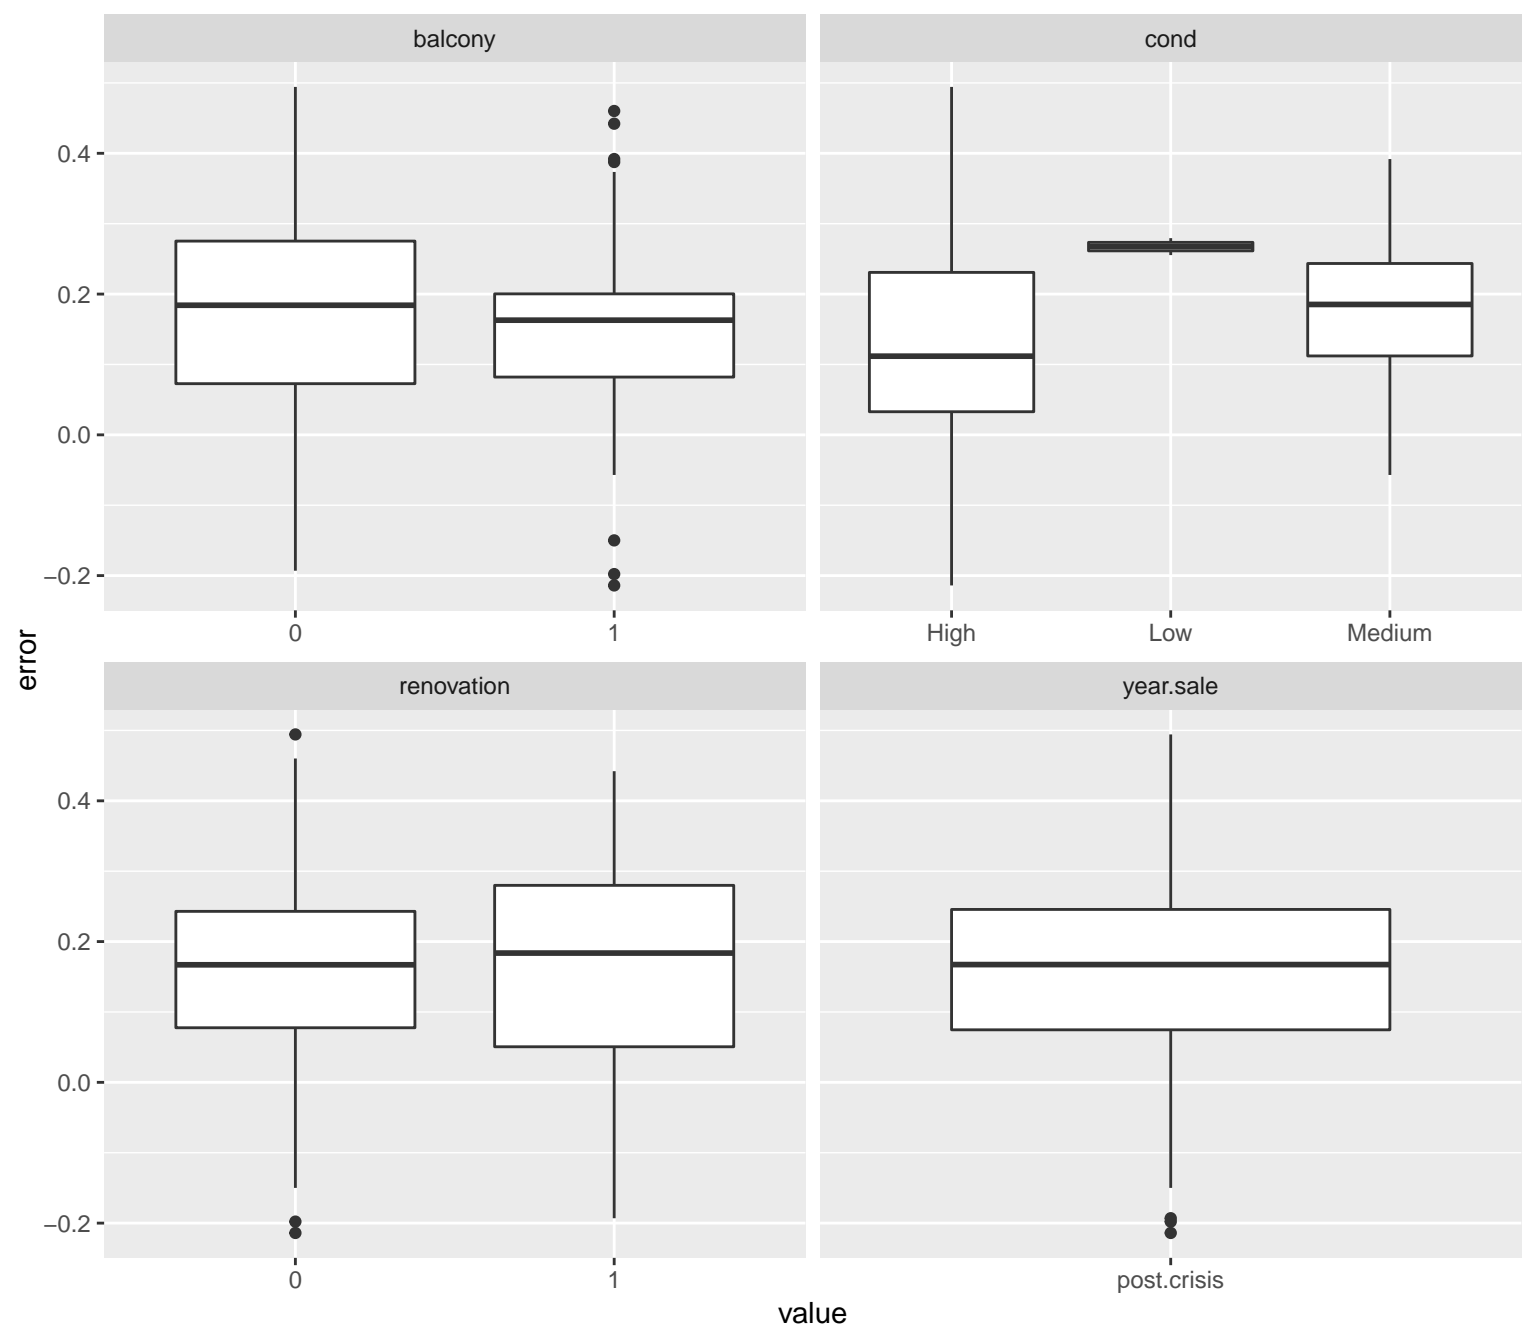 balcony
cond
0.4
0.2
0.0
−0.2
0
1
High
Low
Medium
error
renovation
year.sale
0.4
0.2
0.0
−0.2
0
1
post.crisis
value